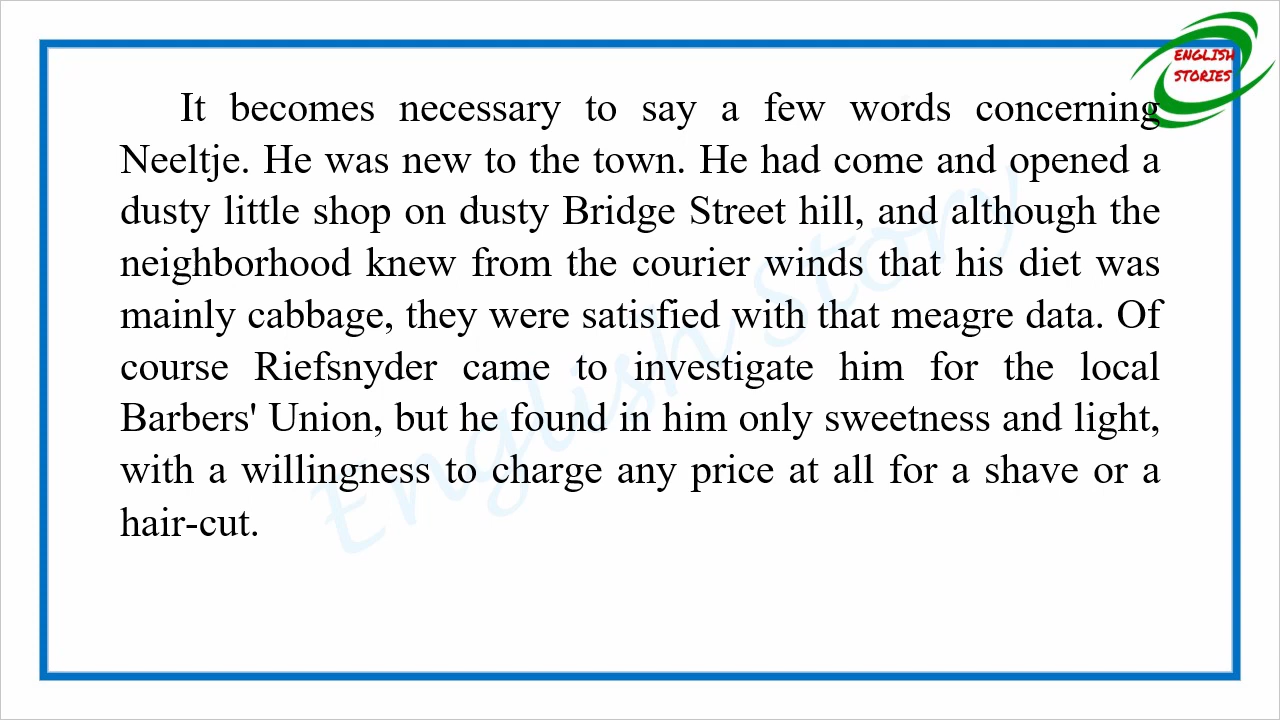 ENGLISH
STORIES
It becomes necessary to say a few words concerning
Neeltje. He was new to the town. He had come and opened a
dusty little shop on dusty Bridge Street hill, and although the
neighborhood knew from the courier winds that his diet was
mainly cabbage, they were satisfied with that meagre data. Of
course Riefsnyder came to investigate him for the local
Barbers' Union, but he found in him only sweetness and light,
with a willingness to charge any price at all for a shave or a
hair-cut.
English Story